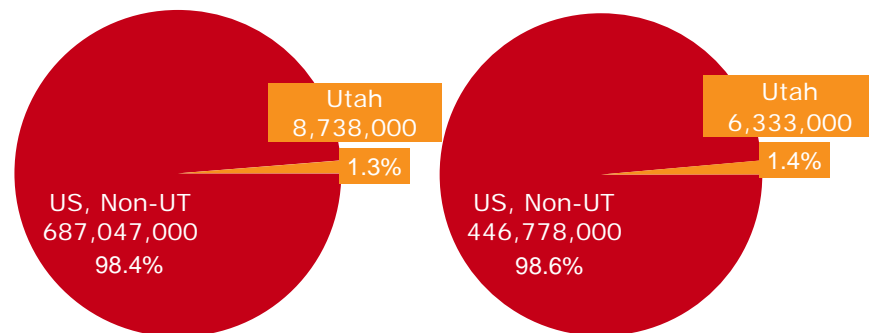 Utah
8,738,000
1.3%
US, Non-UT
687,047,000
98.4%
Utah
6,333,000
1.4%
US, Non-UT
446,778,000
98.6%